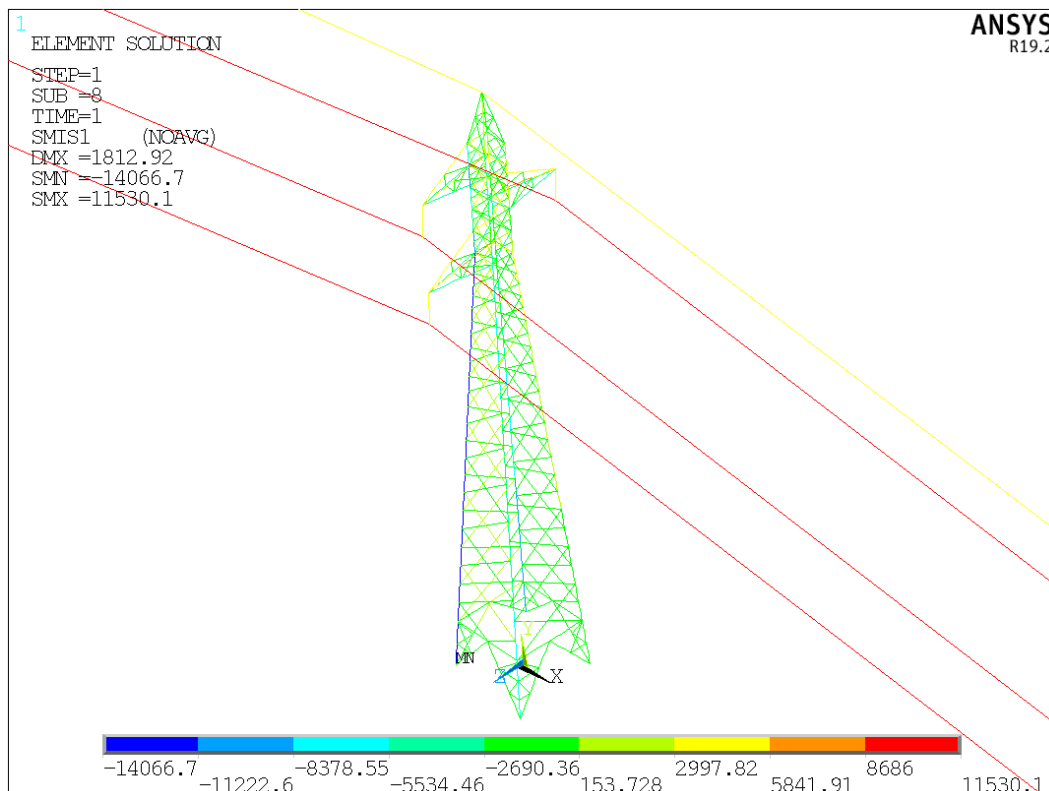 1
ANSYS
R19.2
ELEMENT SOLUTION
STEP=1
SUB =8
TIME=1
SMIS1 (NOAVG)
DMX =1812.92
SMN =-14066.7
SMX =11530.1
Y
MN
Z X
-14066.7 -8378.55 -2690.36 2997.82 8686
-11222.6 -5534.46 153.728 5841.91 11530.1